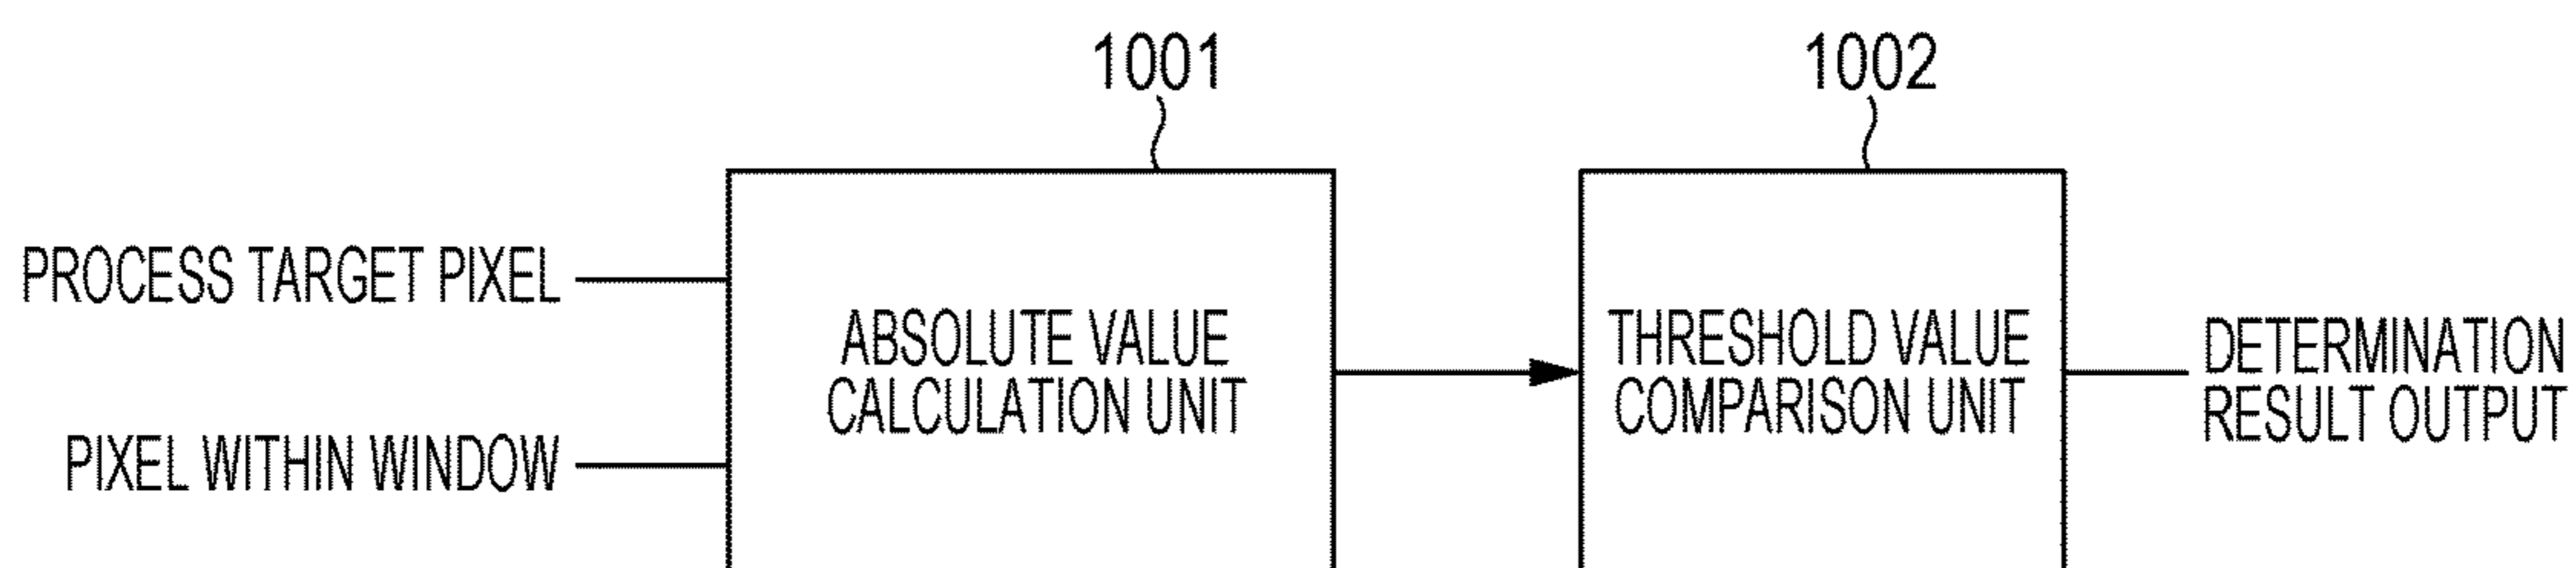 1001
1002
PROCESS TARGET PIXEL
PIXEL WITHIN WINDOW
ABSOLUTE VALUE
CALCULATION UNIT
THRESHOLD VALUE
COMPARISON UNIT
DETERMINATION
RESULT OUTPUT